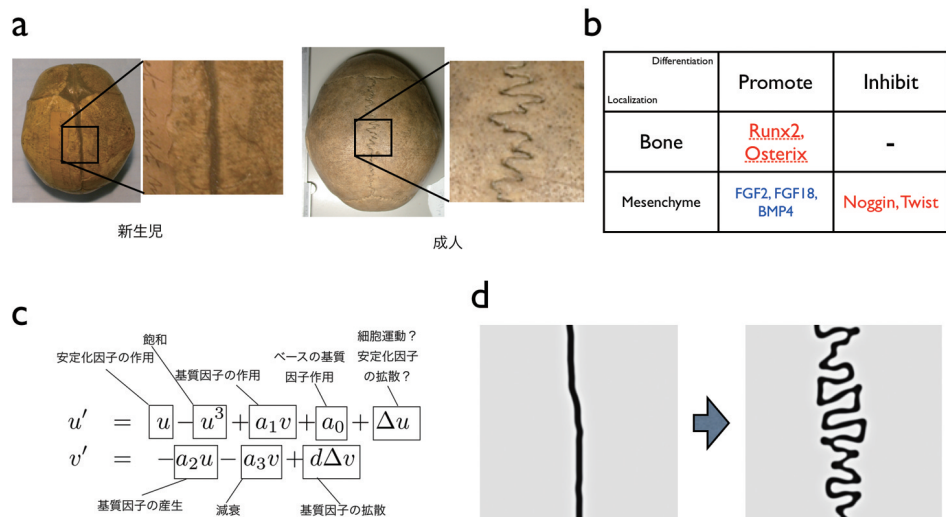 a
新生児
成人
b
Differentiation
Localization
Promote
Inhibit
Bone
Runx2,
Osterix
-
Mesenchyme
FGF2, FGF18,
BMP4
Noggin, Twist
c
飽和
安定化因子の作用
基質因子の作用
ベースの基質
因子作用
細胞運動？
安定化因子
の拡散？
u′ = u − u³ + a₁v + a₀ + Δu
v′ = −a₂u − a₃v + dΔv
基質因子の産生
減衰
基質因子の拡散
d